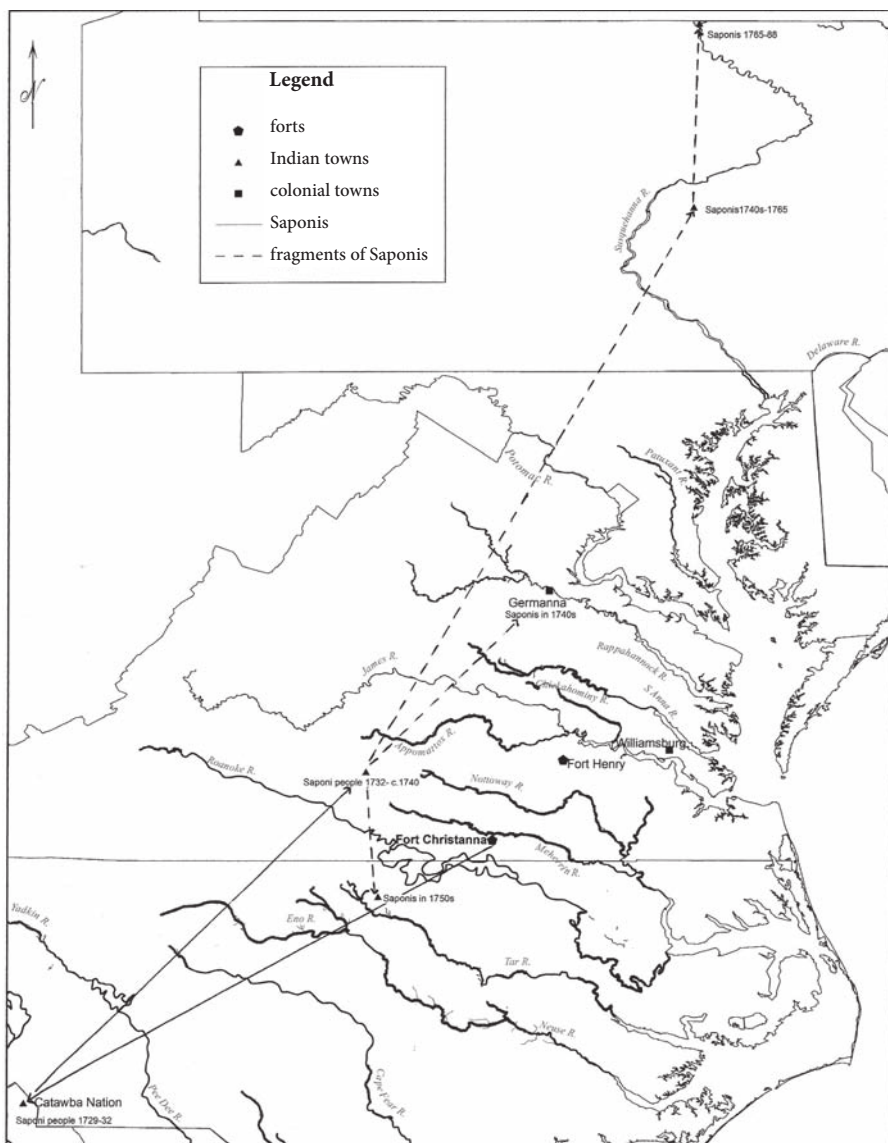 Saponis 1765-88
N
Legend
forts
Indian towns
colonial towns
Saponis
fragments of Saponis
Susquehanna R.
Saponis1740s-1765
Delaware R.
Potomac R.
Patuxant R.
Germanna
Saponis in 1740s
Rappahannock R.
James R.
Chickahominy R.
S Anna R.
Williamsburg
Appomattox R.
Fort Henry
Roanoke R.
Saponi people 1732- c.1740
Nottoway R.
Fort Christanna
Meherrin R.
Saponis in 1750s
Yadkin R.
Eno R.
Tar R.
Neuse R.
Cape Fear R.
Pee Dee R.
Catawba Nation
Saponi people 1729-32